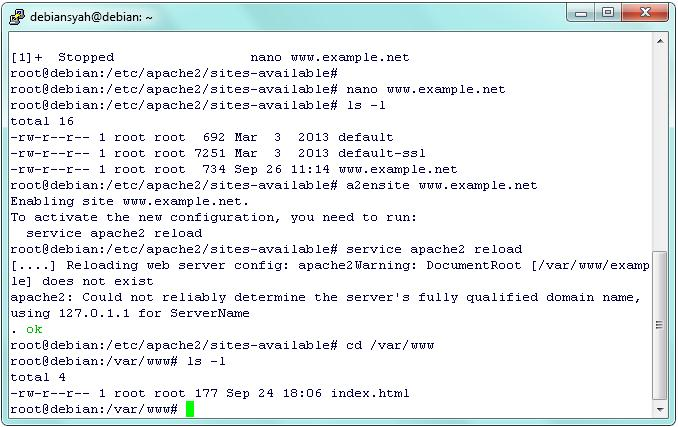 debiansyah@debian: ~
[1]+  Stopped                 nano www.example.net
root@debian:/etc/apache2/sites-available#
root@debian:/etc/apache2/sites-available# nano www.example.net
root@debian:/etc/apache2/sites-available# ls -l
total 16
-rw-r--r-- 1 root root  692 Mar  3  2013 default
-rw-r--r-- 1 root root 7251 Mar  3  2013 default-ssl
-rw-r--r-- 1 root root  734 Sep 26 11:14 www.example.net
root@debian:/etc/apache2/sites-available# a2ensite www.example.net
Enabling site www.example.net.
To activate the new configuration, you need to run:
  service apache2 reload
root@debian:/etc/apache2/sites-available# service apache2 reload
[....] Reloading web server config: apache2Warning: DocumentRoot [/var/www/examp
le] does not exist
apache2: Could not reliably determine the server's fully qualified domain name,
using 127.0.1.1 for ServerName
. ok
root@debian:/etc/apache2/sites-available# cd /var/www
root@debian:/var/www# ls -l
total 4
-rw-r--r-- 1 root root 177 Sep 24 18:06 index.html
root@debian:/var/www#